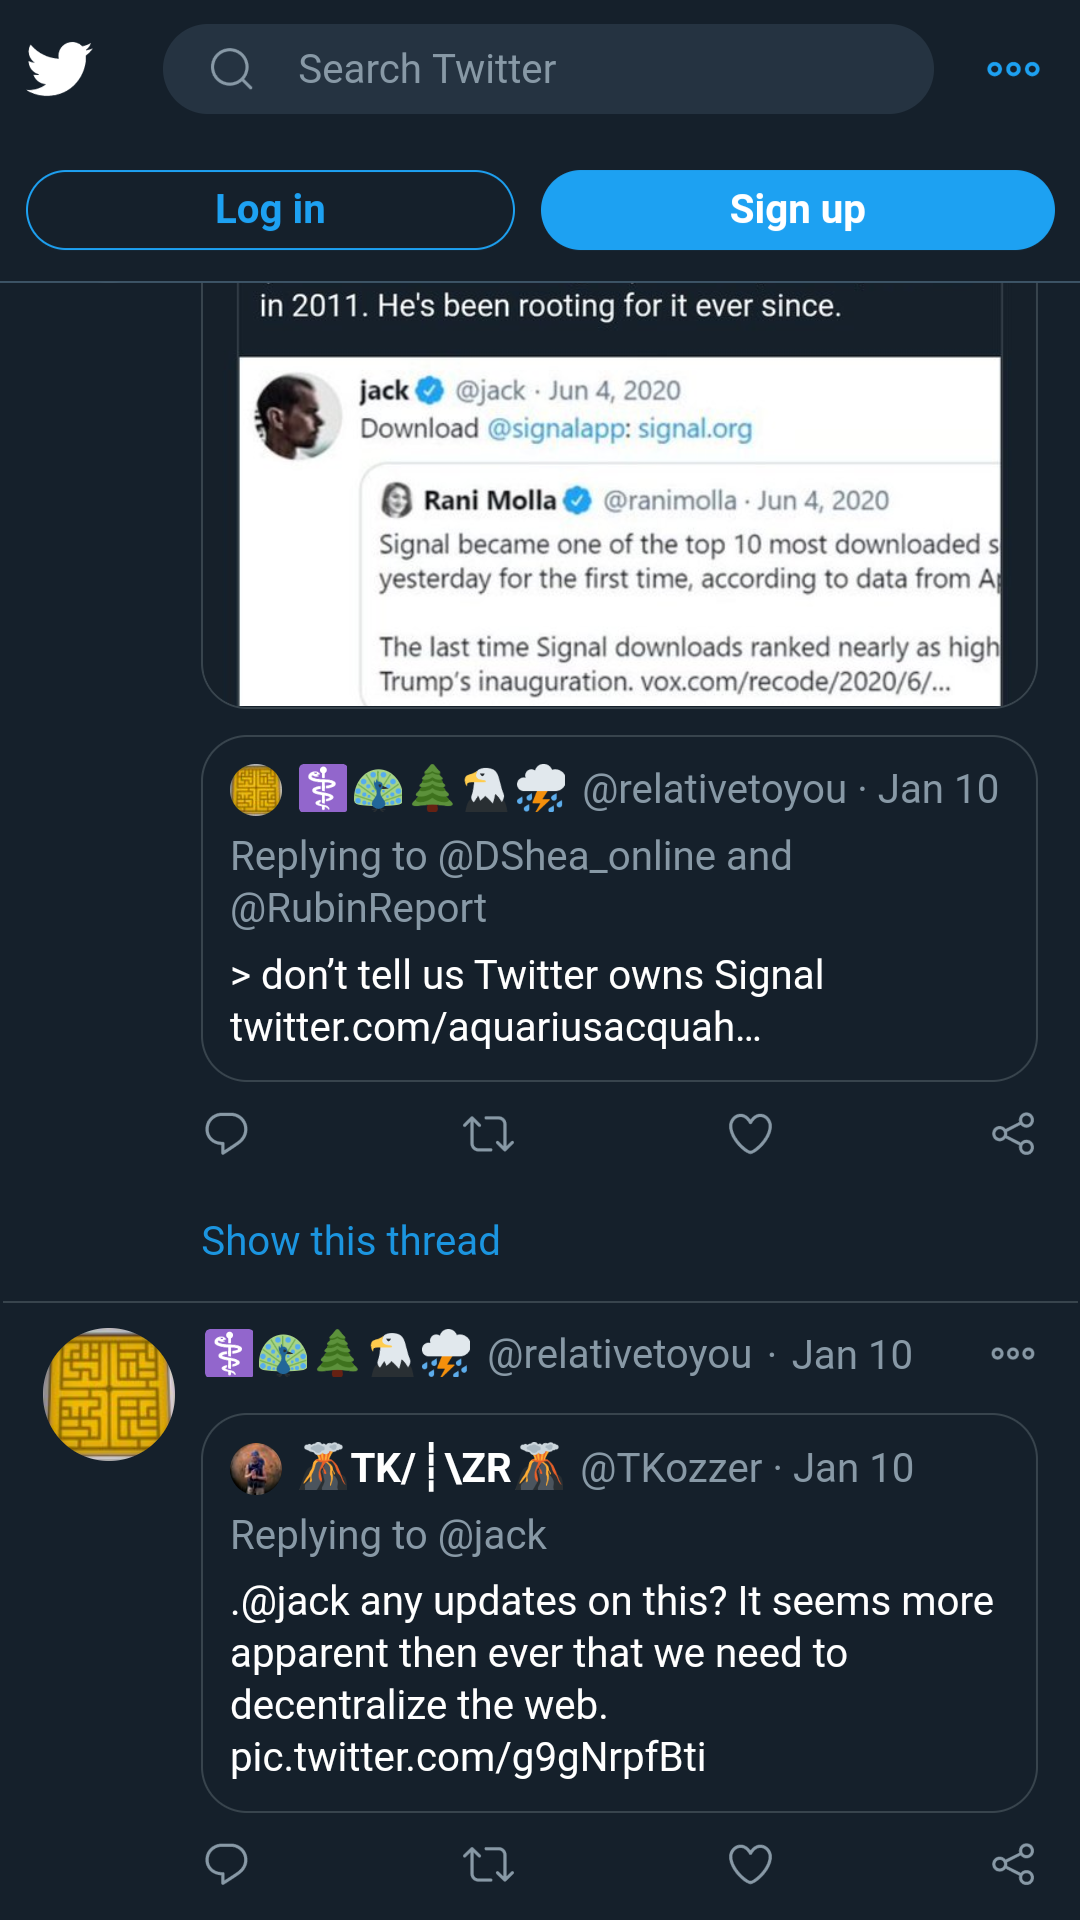 Search Twitter
Log in
Sign up
in 2011. He's been rooting for it ever since.
jack @jack · Jun 4, 2020
Download @signalapp: signal.org
Rani Molla @ranimolla · Jun 4, 2020
Signal became one of the top 10 most downloaded s
yesterday for the first time, according to data from Ap
The last time Signal downloads ranked nearly as high
Trump's inauguration. vox.com/recode/2020/6/...
@relativetoyou · Jan 10
Replying to @DShea_online and
@RubinReport
> don’t tell us Twitter owns Signal
twitter.com/aquariusacquah…
Show this thread
@relativetoyou · Jan 10
🌋TK/┊\ZR🌋 @TKozzer · Jan 10
Replying to @jack
.@jack any updates on this? It seems more
apparent then ever that we need to
decentralize the web.
pic.twitter.com/g9gNrpfBti